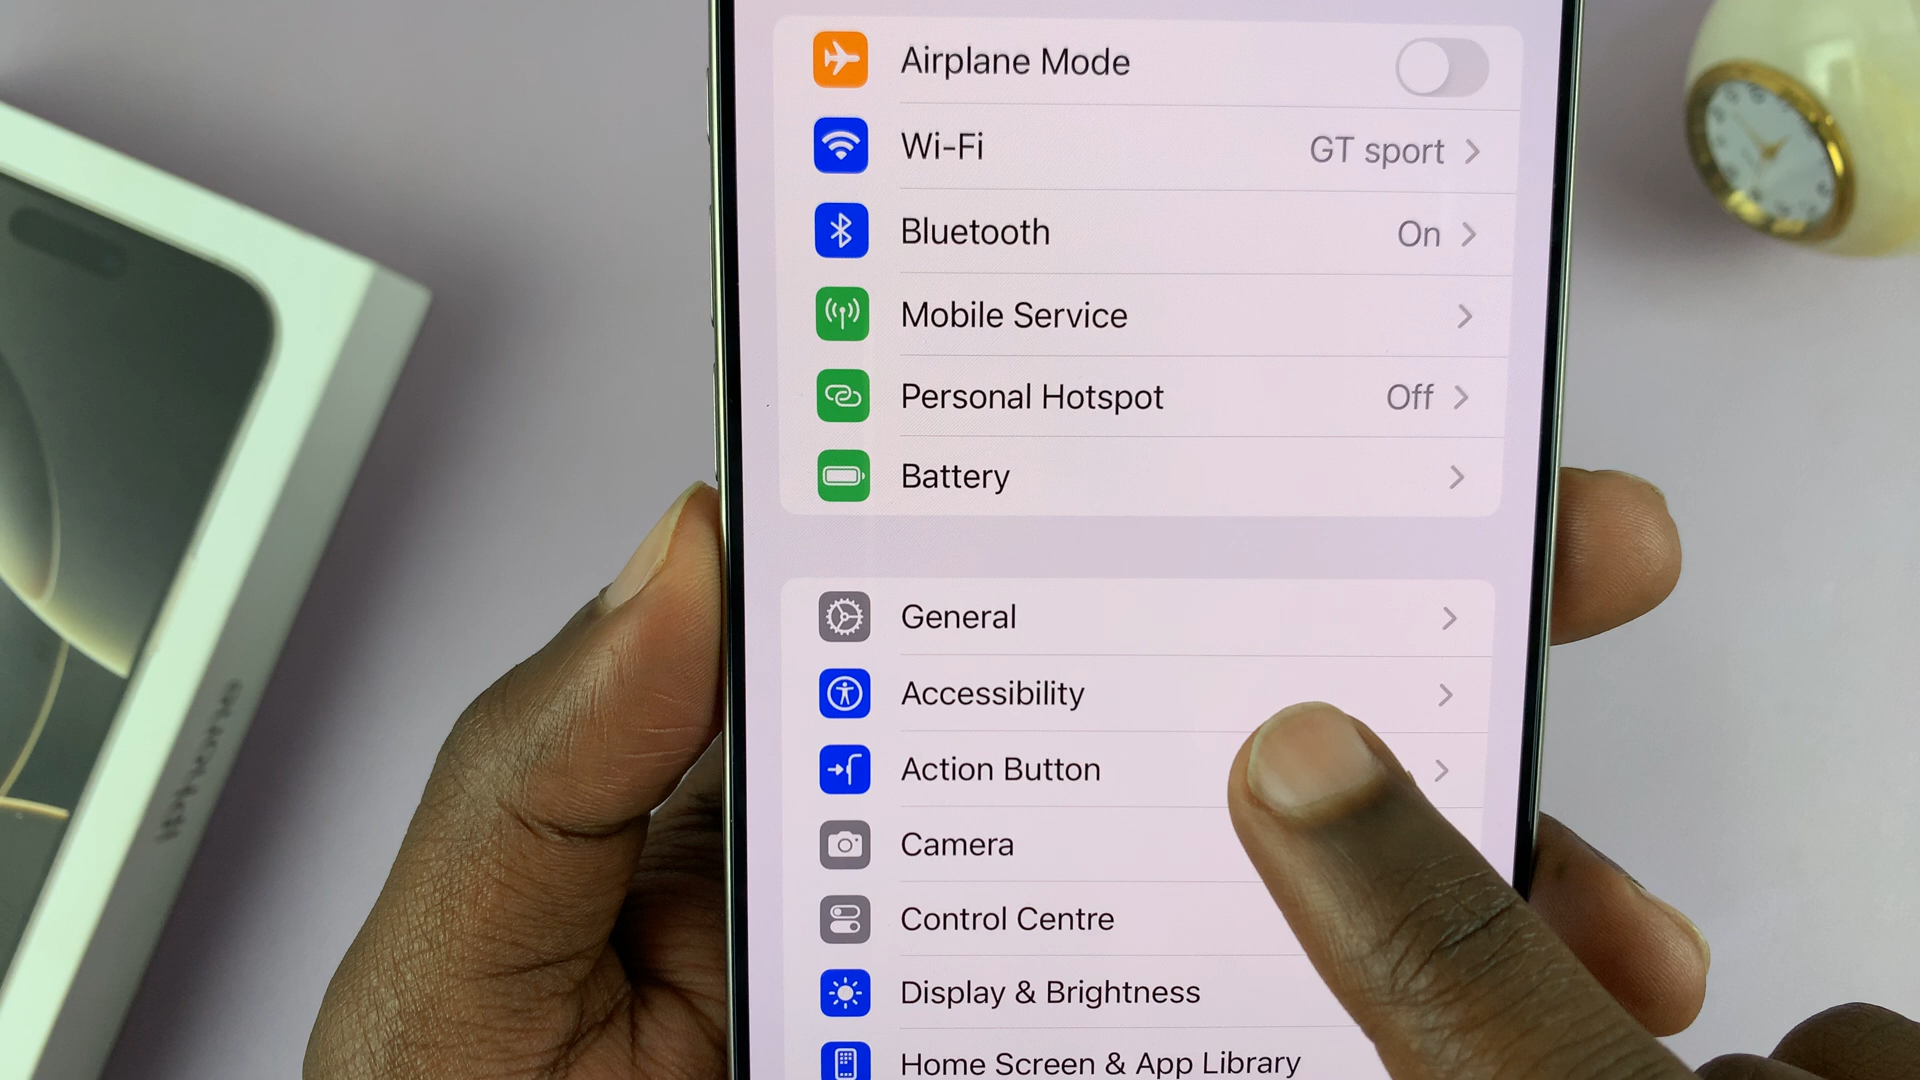 Airplane Mode
Wi-Fi GT sport
Bluetooth On
Mobile Service
Personal Hotspot Off
Battery
General
Accessibility
Action Button
Camera
Control Centre
Display & Brightness
Home Screen & App Library